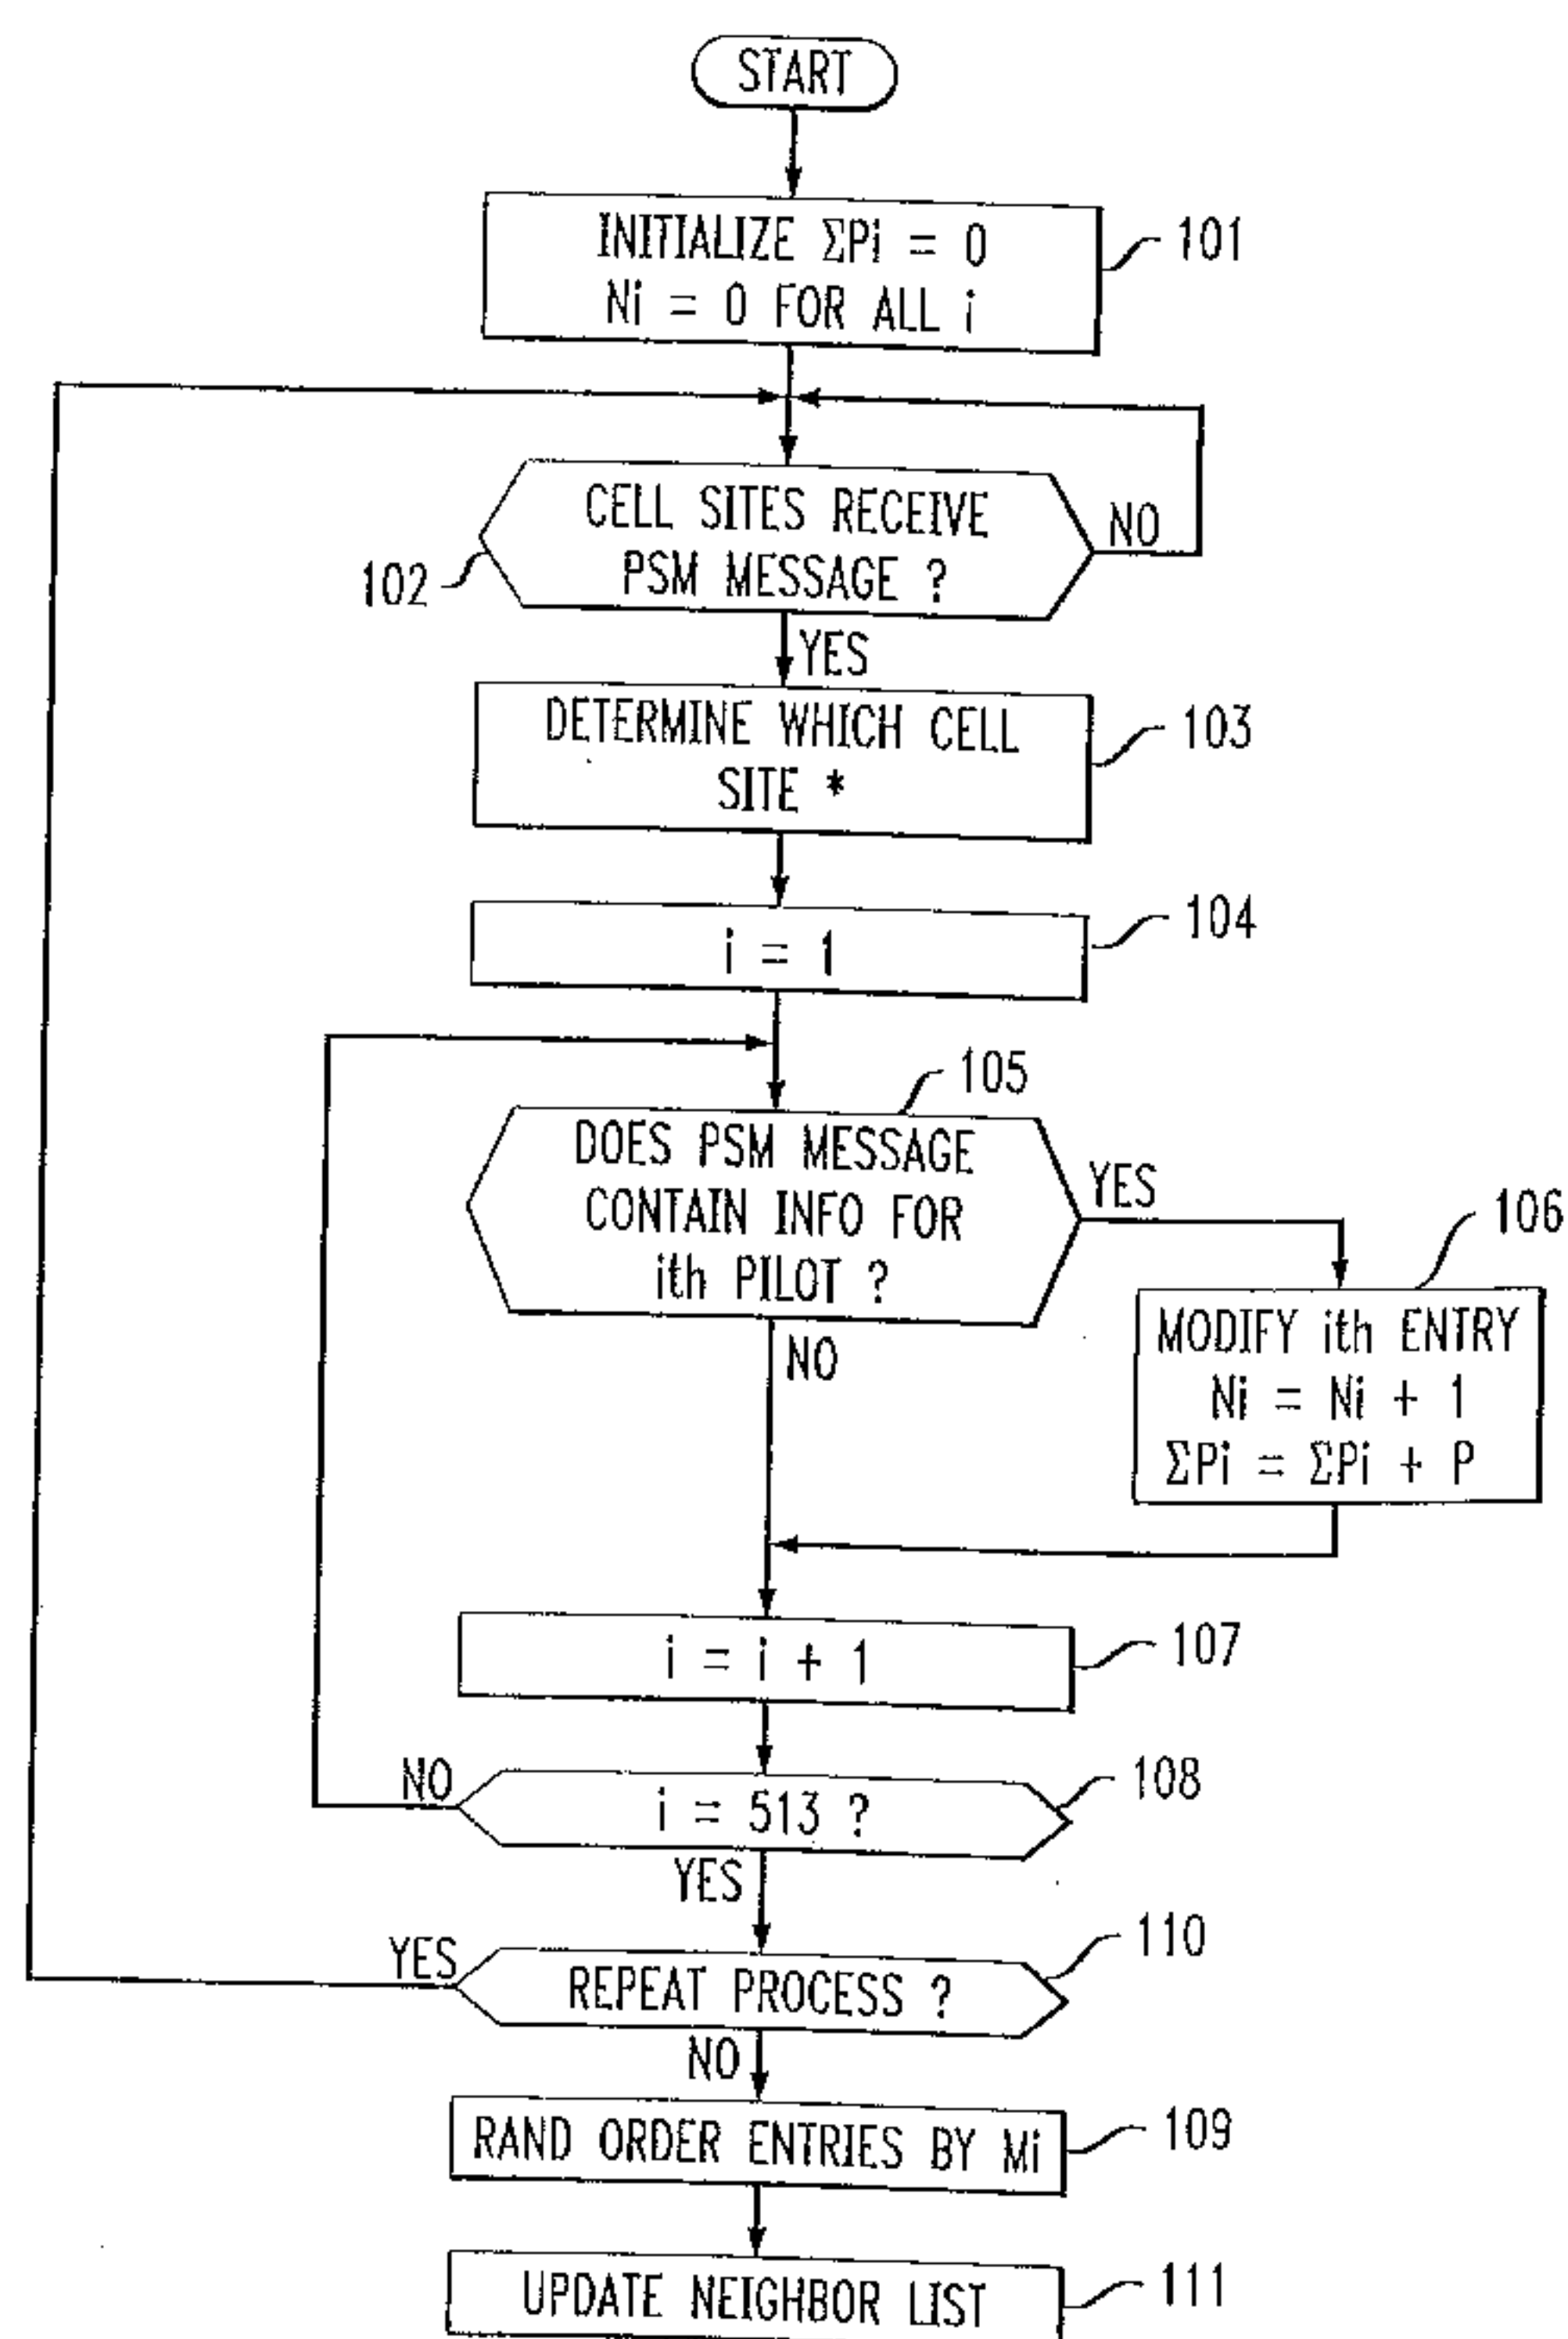 START
INITIALIZE ΣPi = 0
Ni = 0 FOR ALL i
101
CELL SITES RECEIVE
PSM MESSAGE ?
NO
102
YES
DETERMINE WHICH CELL
SITE *
103
i = 1
104
105
DOES PSM MESSAGE
CONTAIN INFO FOR
ith PILOT ?
YES
106
MODIFY ith ENTRY
Ni = Ni + 1
ΣPi = ΣPi + P
NO
i = i + 1
107
NO
i = 513 ?
108
YES
YES
REPEAT PROCESS ?
110
NO
RAND ORDER ENTRIES BY Mi
109
UPDATE NEIGHBOR LIST
111